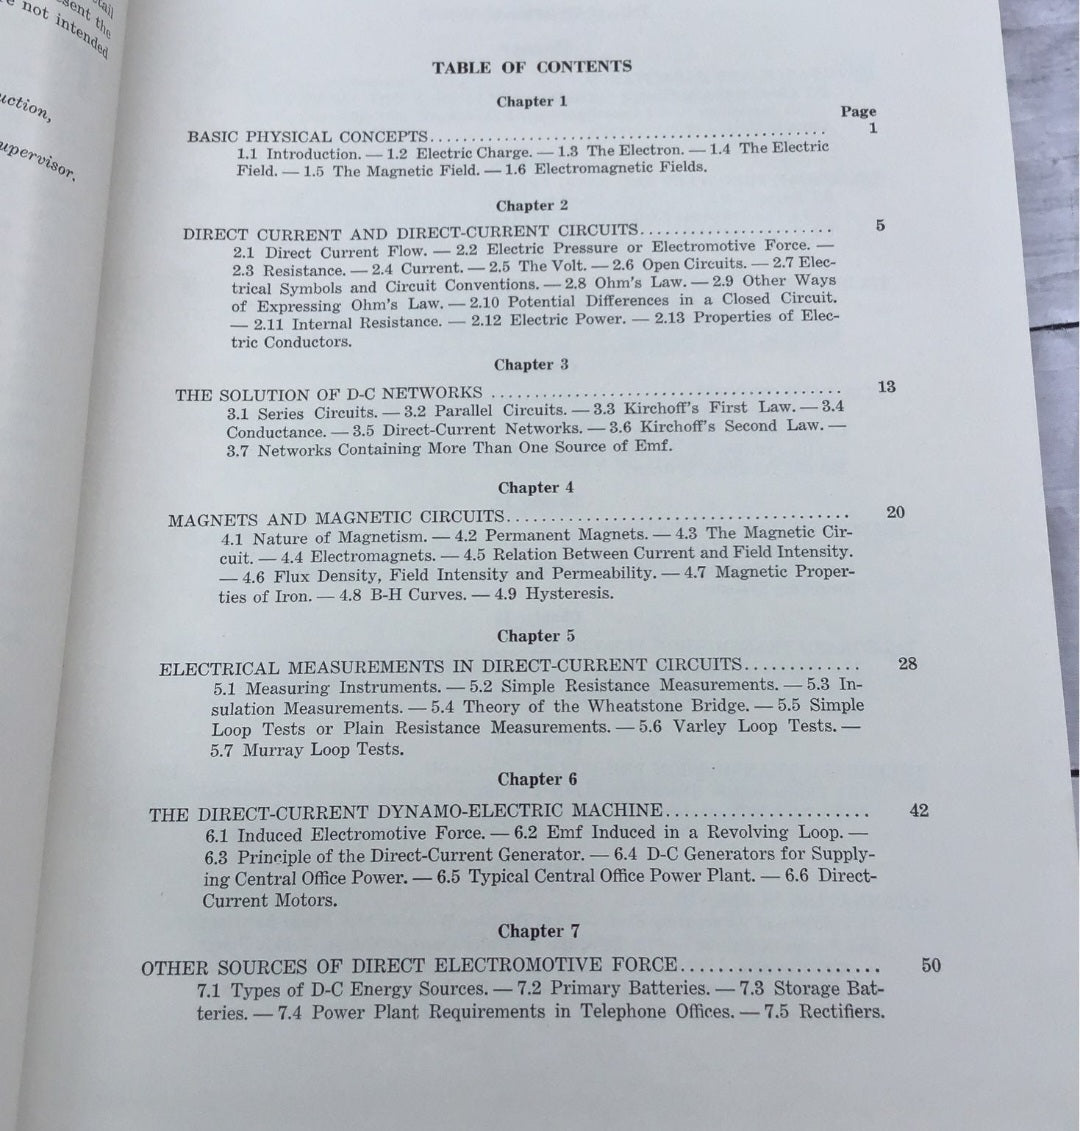 sent the
not intended
uction,
upervisor.
TABLE OF CONTENTS
Chapter 1
Page
BASIC PHYSICAL CONCEPTS................................................ 1
1.1 Introduction. — 1.2 Electric Charge. — 1.3 The Electron. — 1.4 The Electric
Field. — 1.5 The Magnetic Field. — 1.6 Electromagnetic Fields.
Chapter 2
DIRECT CURRENT AND DIRECT-CURRENT CIRCUITS....................... 5
2.1 Direct Current Flow. — 2.2 Electric Pressure or Electromotive Force. —
2.3 Resistance. — 2.4 Current. — 2.5 The Volt. — 2.6 Open Circuits. — 2.7 Elec-
trical Symbols and Circuit Conventions. — 2.8 Ohm's Law. — 2.9 Other Ways
of Expressing Ohm's Law. — 2.10 Potential Differences in a Closed Circuit.
— 2.11 Internal Resistance. — 2.12 Electric Power. — 2.13 Properties of Elec-
tric Conductors.
Chapter 3
THE SOLUTION OF D-C NETWORKS ....................................... 13
3.1 Series Circuits. — 3.2 Parallel Circuits. — 3.3 Kirchoff's First Law. — 3.4
Conductance. — 3.5 Direct-Current Networks. — 3.6 Kirchoff's Second Law. —
3.7 Networks Containing More Than One Source of Emf.
Chapter 4
MAGNETS AND MAGNETIC CIRCUITS...................................... 20
4.1 Nature of Magnetism. — 4.2 Permanent Magnets. — 4.3 The Magnetic Cir-
cuit. — 4.4 Electromagnets. — 4.5 Relation Between Current and Field Intensity.
— 4.6 Flux Density, Field Intensity and Permeability. — 4.7 Magnetic Proper-
ties of Iron. — 4.8 B-H Curves. — 4.9 Hysteresis.
Chapter 5
ELECTRICAL MEASUREMENTS IN DIRECT-CURRENT CIRCUITS............. 28
5.1 Measuring Instruments. — 5.2 Simple Resistance Measurements. — 5.3 In-
sulation Measurements. — 5.4 Theory of the Wheatstone Bridge. — 5.5 Simple
Loop Tests or Plain Resistance Measurements. — 5.6 Varley Loop Tests. —
5.7 Murray Loop Tests.
Chapter 6
THE DIRECT-CURRENT DYNAMO-ELECTRIC MACHINE...................... 42
6.1 Induced Electromotive Force. — 6.2 Emf Induced in a Revolving Loop. —
6.3 Principle of the Direct-Current Generator. — 6.4 D-C Generators for Supply-
ing Central Office Power. — 6.5 Typical Central Office Power Plant. — 6.6 Direct-
Current Motors.
Chapter 7
OTHER SOURCES OF DIRECT ELECTROMOTIVE FORCE..................... 50
7.1 Types of D-C Energy Sources. — 7.2 Primary Batteries. — 7.3 Storage Bat-
teries. — 7.4 Power Plant Requirements in Telephone Offices. — 7.5 Rectifiers.